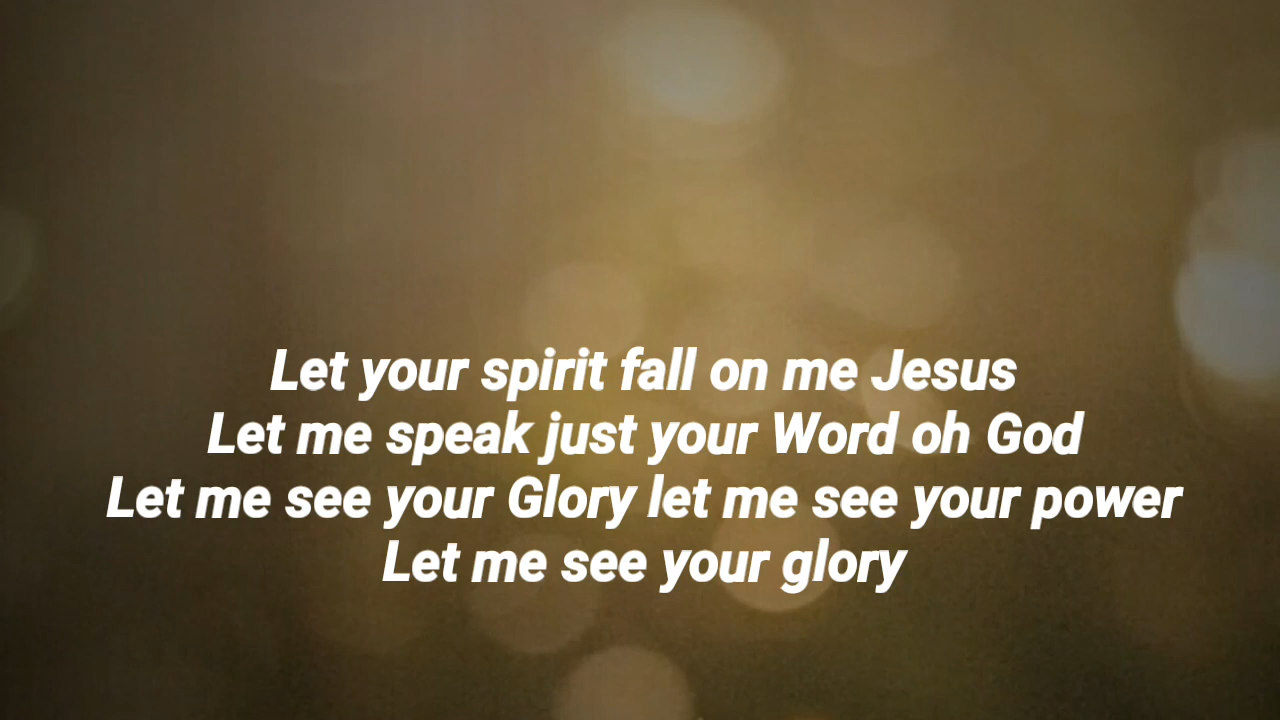 Let your spirit fall on me Jesus
Let me speak just your Word oh God
Let me see your Glory let me see your power
Let me see your glory